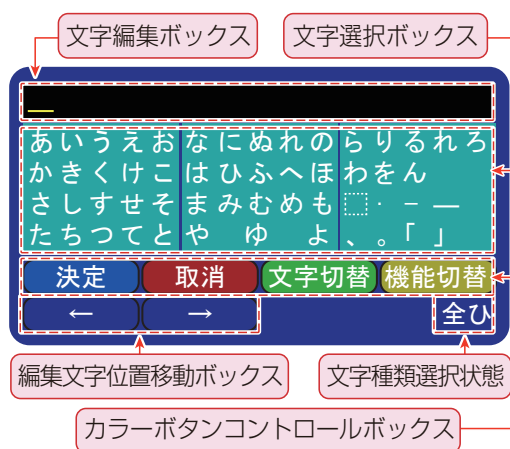 文字編集ボックス 文字選択ボックス
あいうえお なにぬれの らりるれろ
かきくけこ はひふへほ わをん
さしすせそ まみむめも ・ － ―
たちつてと や ゆ よ 、。「 」
決定 取消 文字切替 機能切替
← → 全ひ
編集文字位置移動ボックス 文字種類選択状態
カラーボタンコントロールボックス